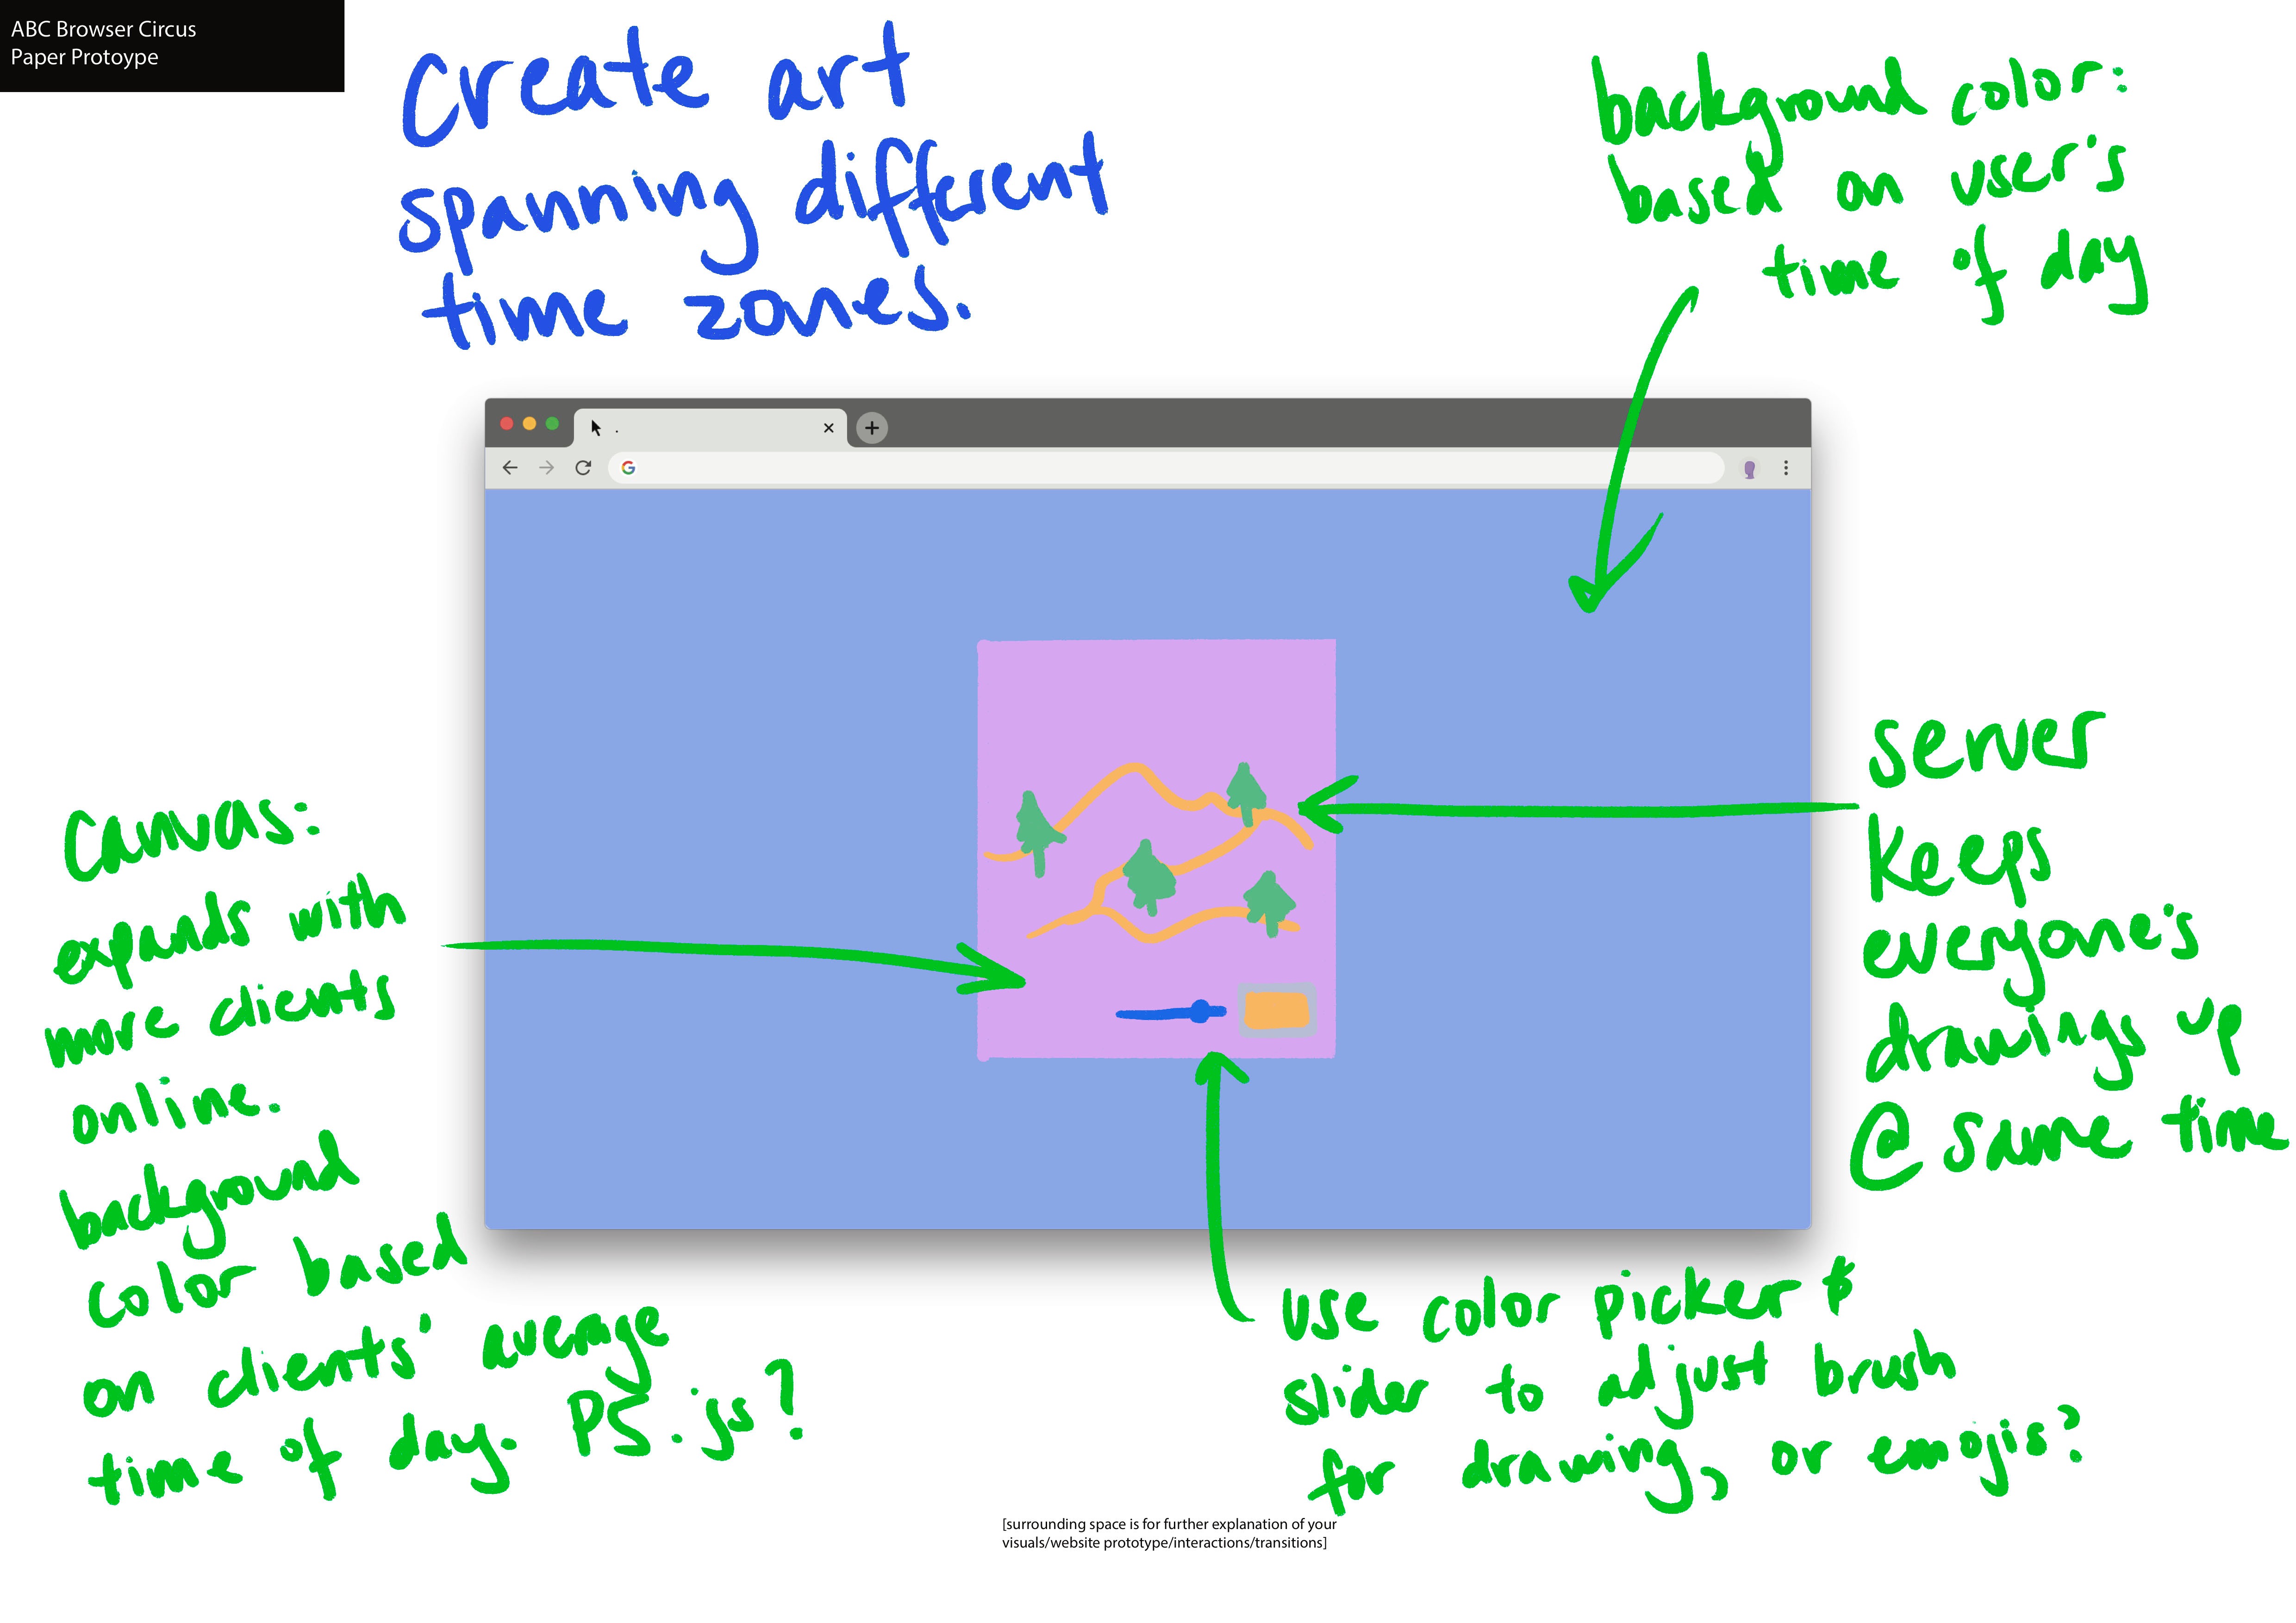 ABC Browser Circus
Paper Protoype
Create art
spanning different
time zones.
background color:
based on user's
time of day
server
keeps
everyone's
drawings up
@ same time
Canvas:
expands with
more clients
online.
background
color based
on clients' average
time of day. P5.js?
use color picker &
slider to adjust brush
for drawing, or emojis?
[surrounding space is for further explanation of your
visuals/website prototype/interactions/transitions]